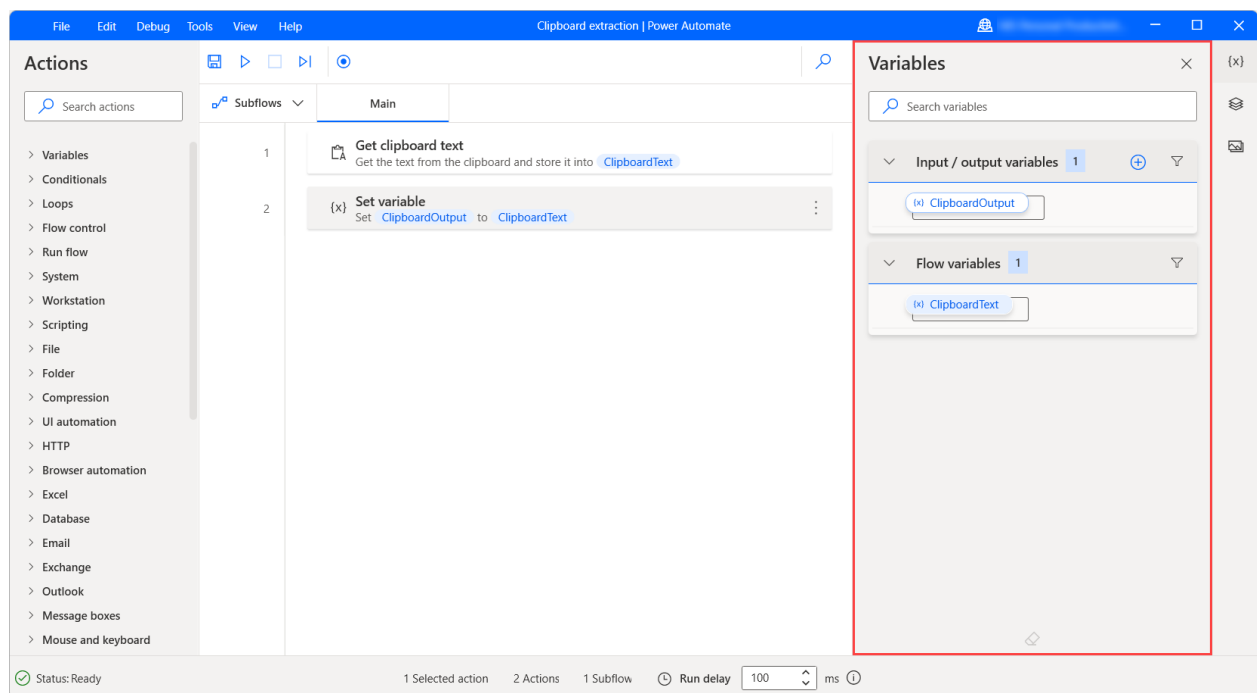 File Edit Debug Tools View Help Clipboard extraction | Power Automate
Actions
Search actions
Variables
Conditionals
Loops
Flow control
Run flow
System
Workstation
Scripting
File
Folder
Compression
UI automation
HTTP
Browser automation
Excel
Database
Email
Exchange
Outlook
Message boxes
Mouse and keyboard
Subflows Main
1 Get clipboard text
Get the text from the clipboard and store it into ClipboardText
2 {x} Set variable
Set ClipboardOutput to ClipboardText
Variables
Search variables
Input / output variables 1
{x} ClipboardOutput
Flow variables 1
{x} ClipboardText
{x}
Status: Ready 1 Selected action 2 Actions 1 Subflow Run delay 100 ms